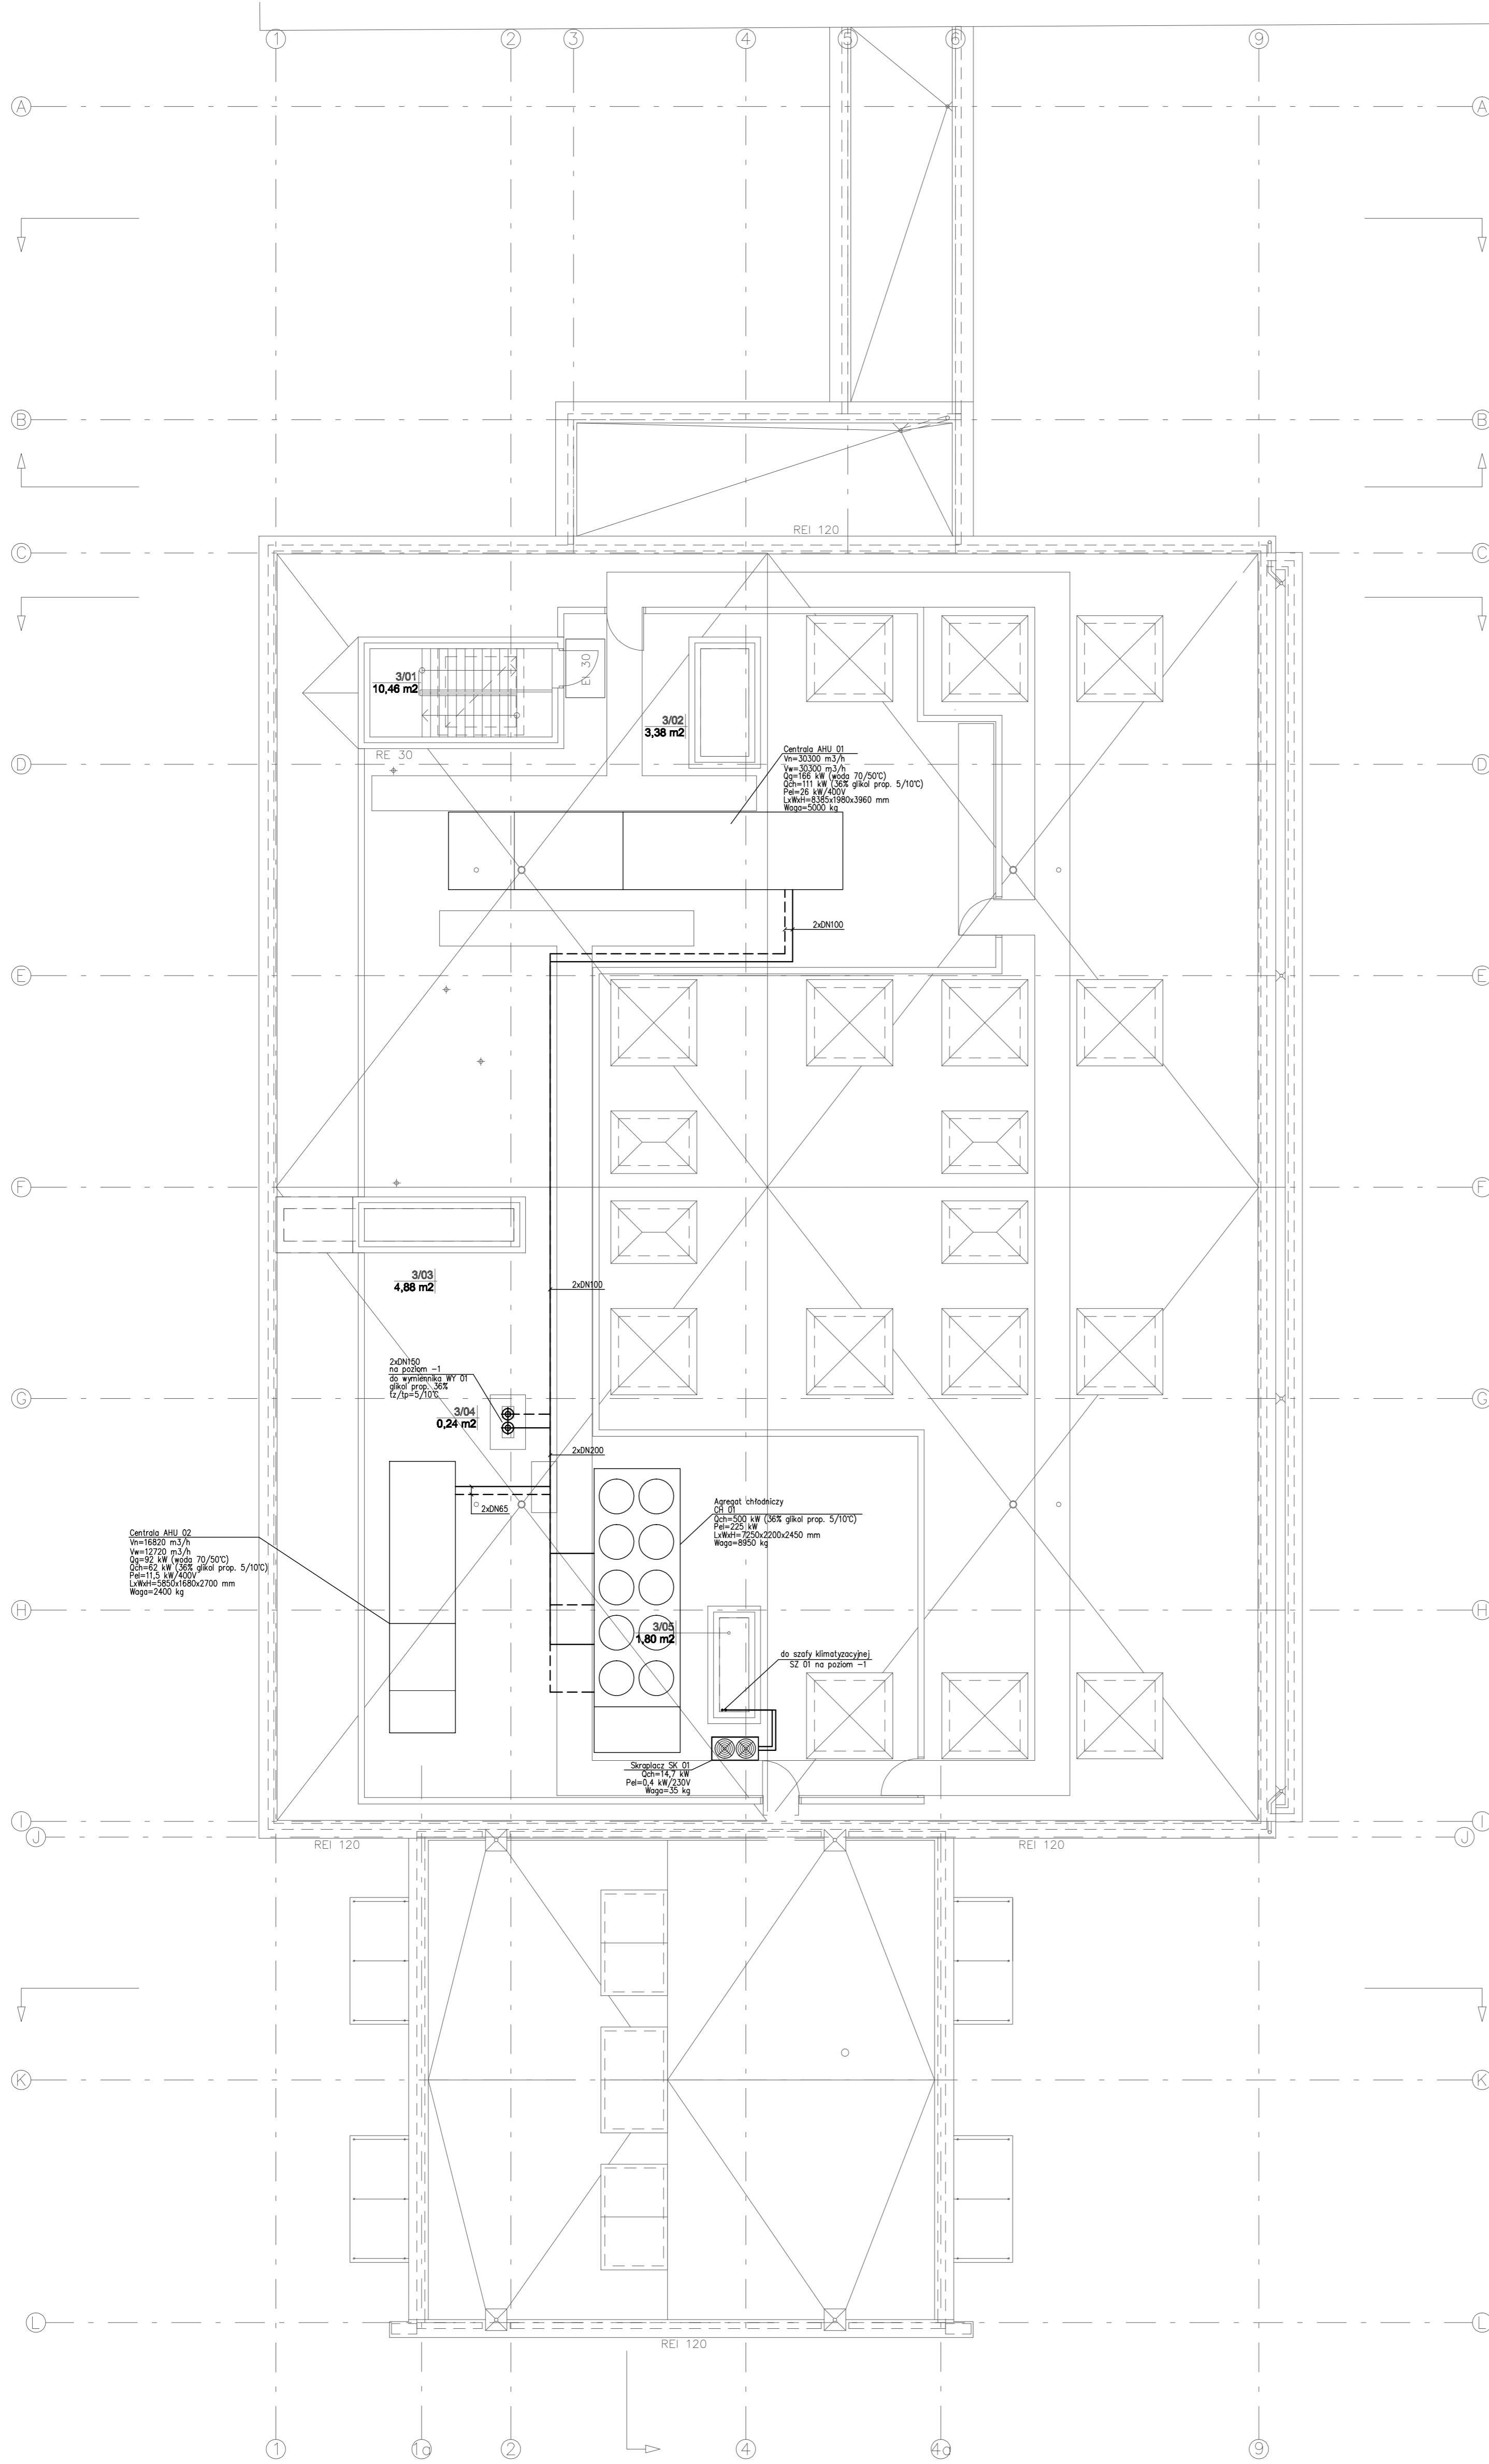 1
2
3
4
5
6
9
A
A
B
B
REI 120
C
C
3/01
10,46 m2
EI 30
3/02
3,38 m2
RE 30
D
D
Centrala AHU 01
Vn=30300 m3/h
Vw=30300 m3/h
Qg=166 kW (woda 70/50°C)
Qch=111 kW (36% glikol prop. 5/10°C)
Pel=26 kW/400V
LxWxH=8385x1980x3960 mm
Waga=5000 kg
2xDN100
E
E
F
F
3/03
4,88 m2
2xDN100
2xDN150
na poziom -1
do wymiennika WY 01
glikol prop. 36%
tz/tp=5/10°C
G
G
3/04
0,24 m2
2xDN200
2xDN65
Agregat chłodniczy
CH 01
Qch=500 kW (36% glikol prop. 5/10°C)
Pel=225 kW
LxWxH=7250x2200x2450 mm
Waga=8950 kg
Centrala AHU 02
Vn=16820 m3/h
Vw=12720 m3/h
Qg=92 kW (woda 70/50°C)
Qch=62 kW (36% glikol prop. 5/10°C)
Pel=11,5 kW/400V
LxWxH=5850x1680x2700 mm
Waga=2400 kg
H
H
3/05
1,80 m2
do szafy klimatyzacyjnej
SZ 01 na poziom -1
Skraplacz SK 01
Qch=14,7 kW
Pel=0,4 kW/230V
Waga=35 kg
I
I
J
J
REI 120
REI 120
K
K
L
L
REI 120
1
1a
2
4
4a
9